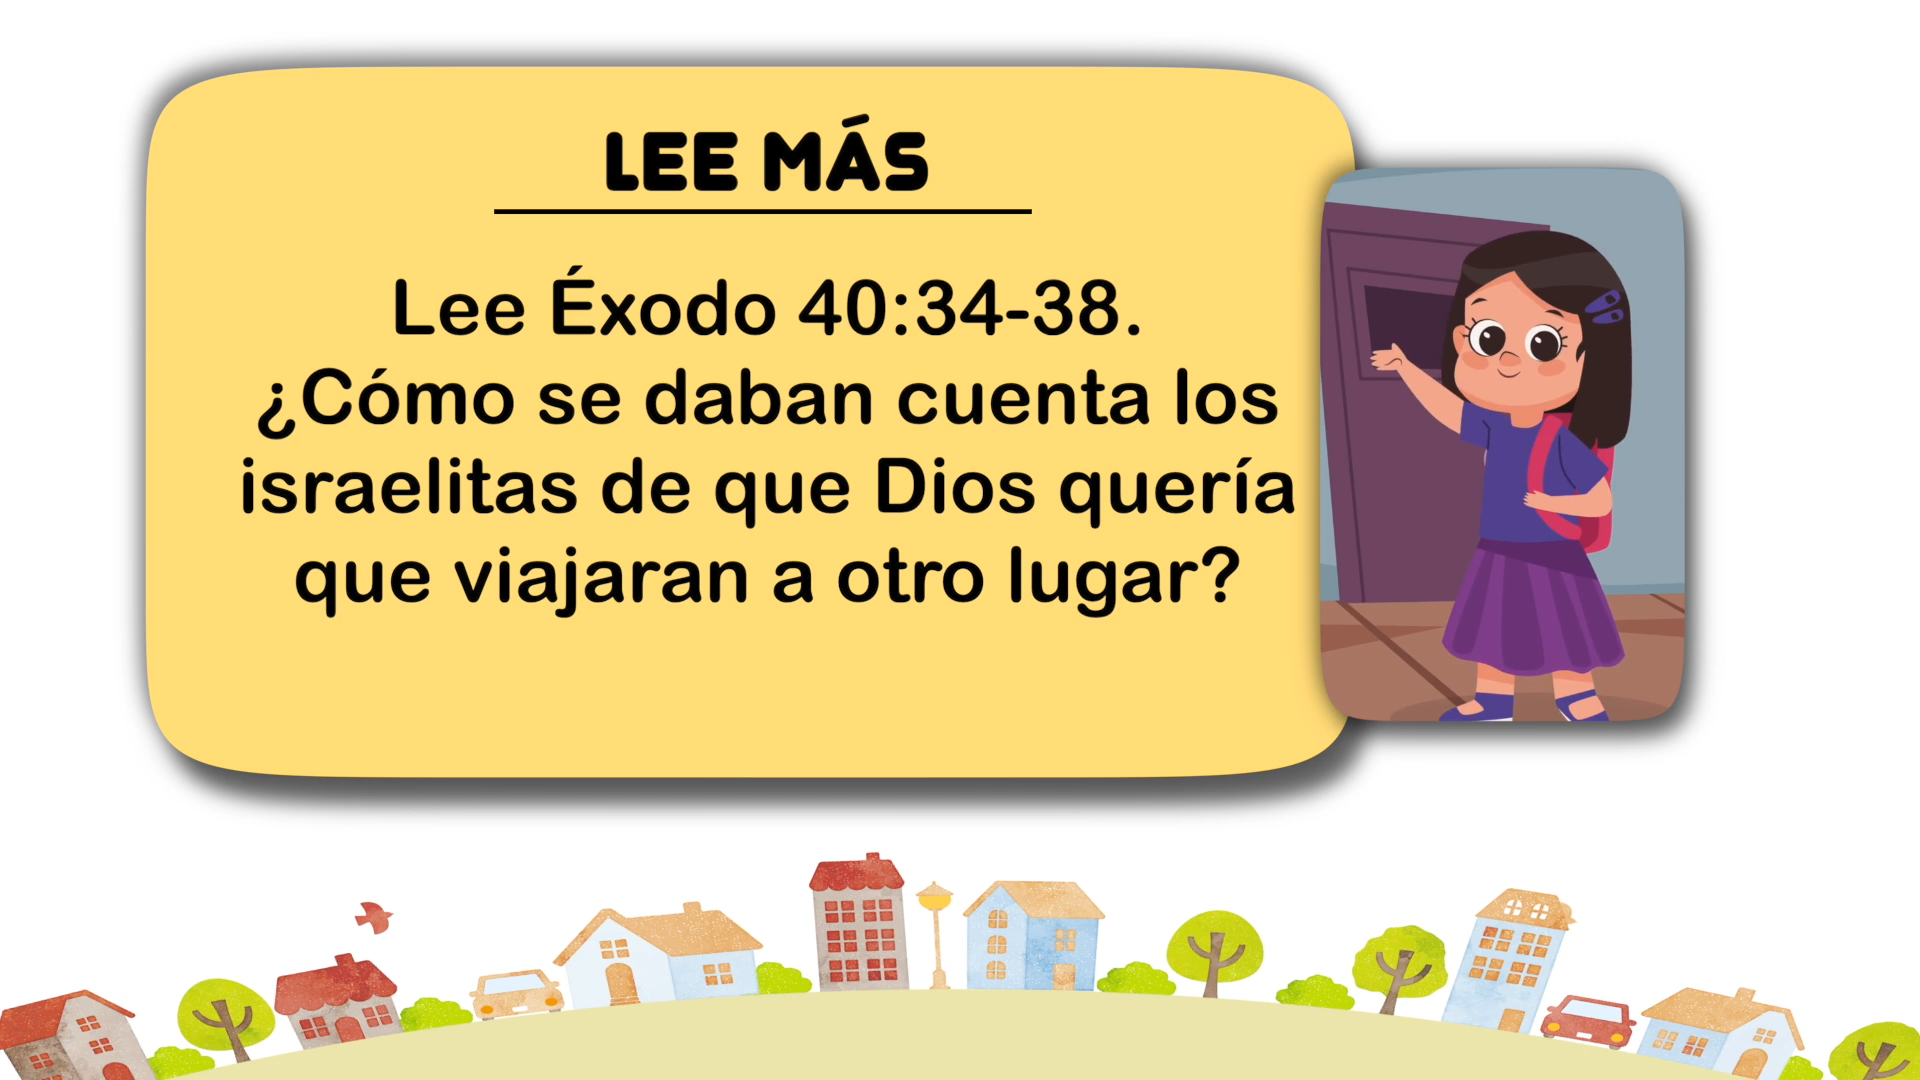 LEE MÁS
Lee Éxodo 40:34-38.
¿Cómo se daban cuenta los
israelitas de que Dios quería
que viajaran a otro lugar?